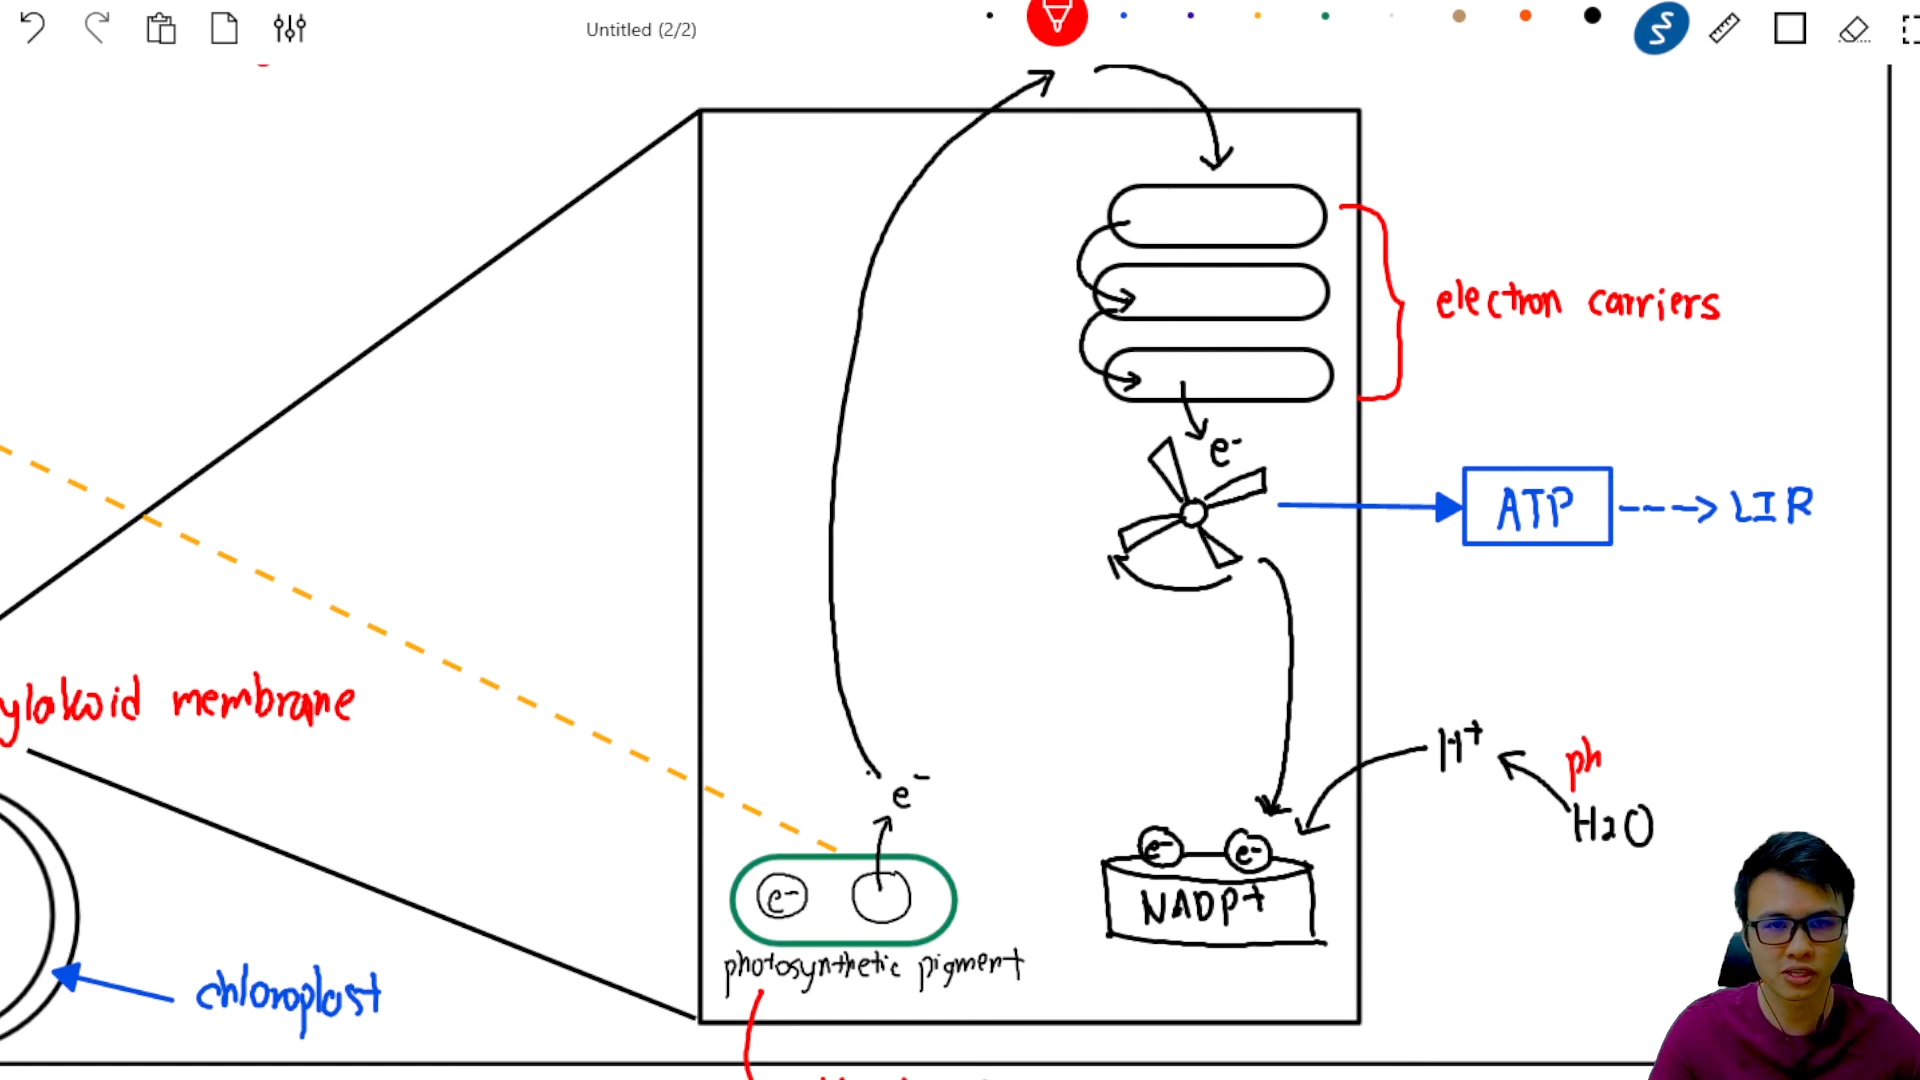 Untitled (2/2)
electron carriers
e-
ATP
LIR
ylakoid membrane
H+
ph
H2O
e-
e- e-
e-
NADP+
photosynthetic pigment
chloroplast